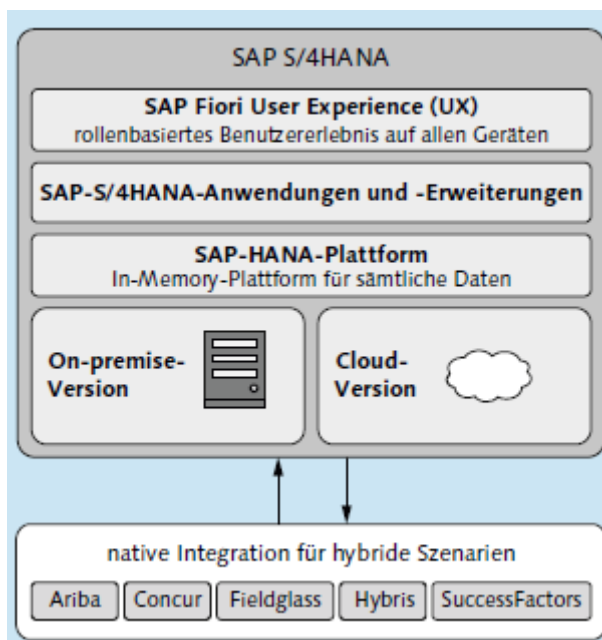 SAP S/4HANA
SAP Fiori User Experience (UX)
rollenbasiertes Benutzererlebnis auf allen Geräten
SAP-S/4HANA-Anwendungen und -Erweiterungen
SAP-HANA-Plattform
In-Memory-Plattform für sämtliche Daten
On-premise-
Version
Cloud-
Version
native Integration für hybride Szenarien
Ariba
Concur
Fieldglass
Hybris
SuccessFactors